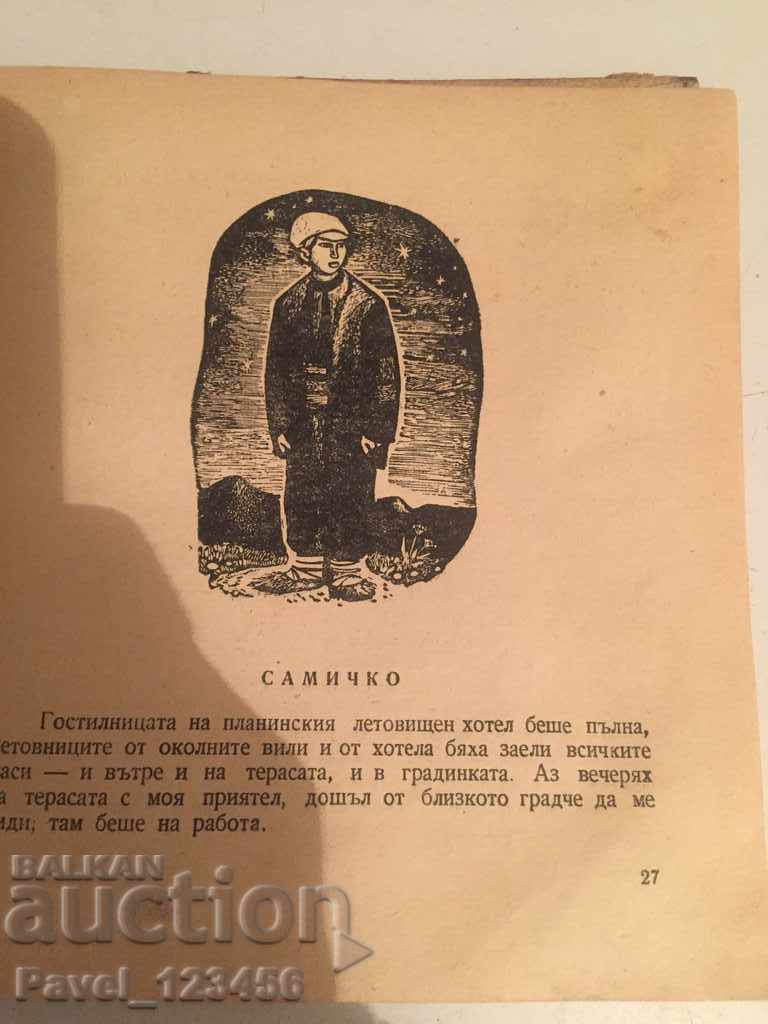 САМИЧКО
Гостилницата на планинския летовищен хотел беше пълна,
етовниците от околните вили и от хотела бяха заели всичките
аси — и вътре и на терасата, и в градинката. Аз вечерях
а терасата с моя приятел, дошъл от близкото градче да ме
иди; там беше на работа.
27
BALKAN
auction
Pavel_123456